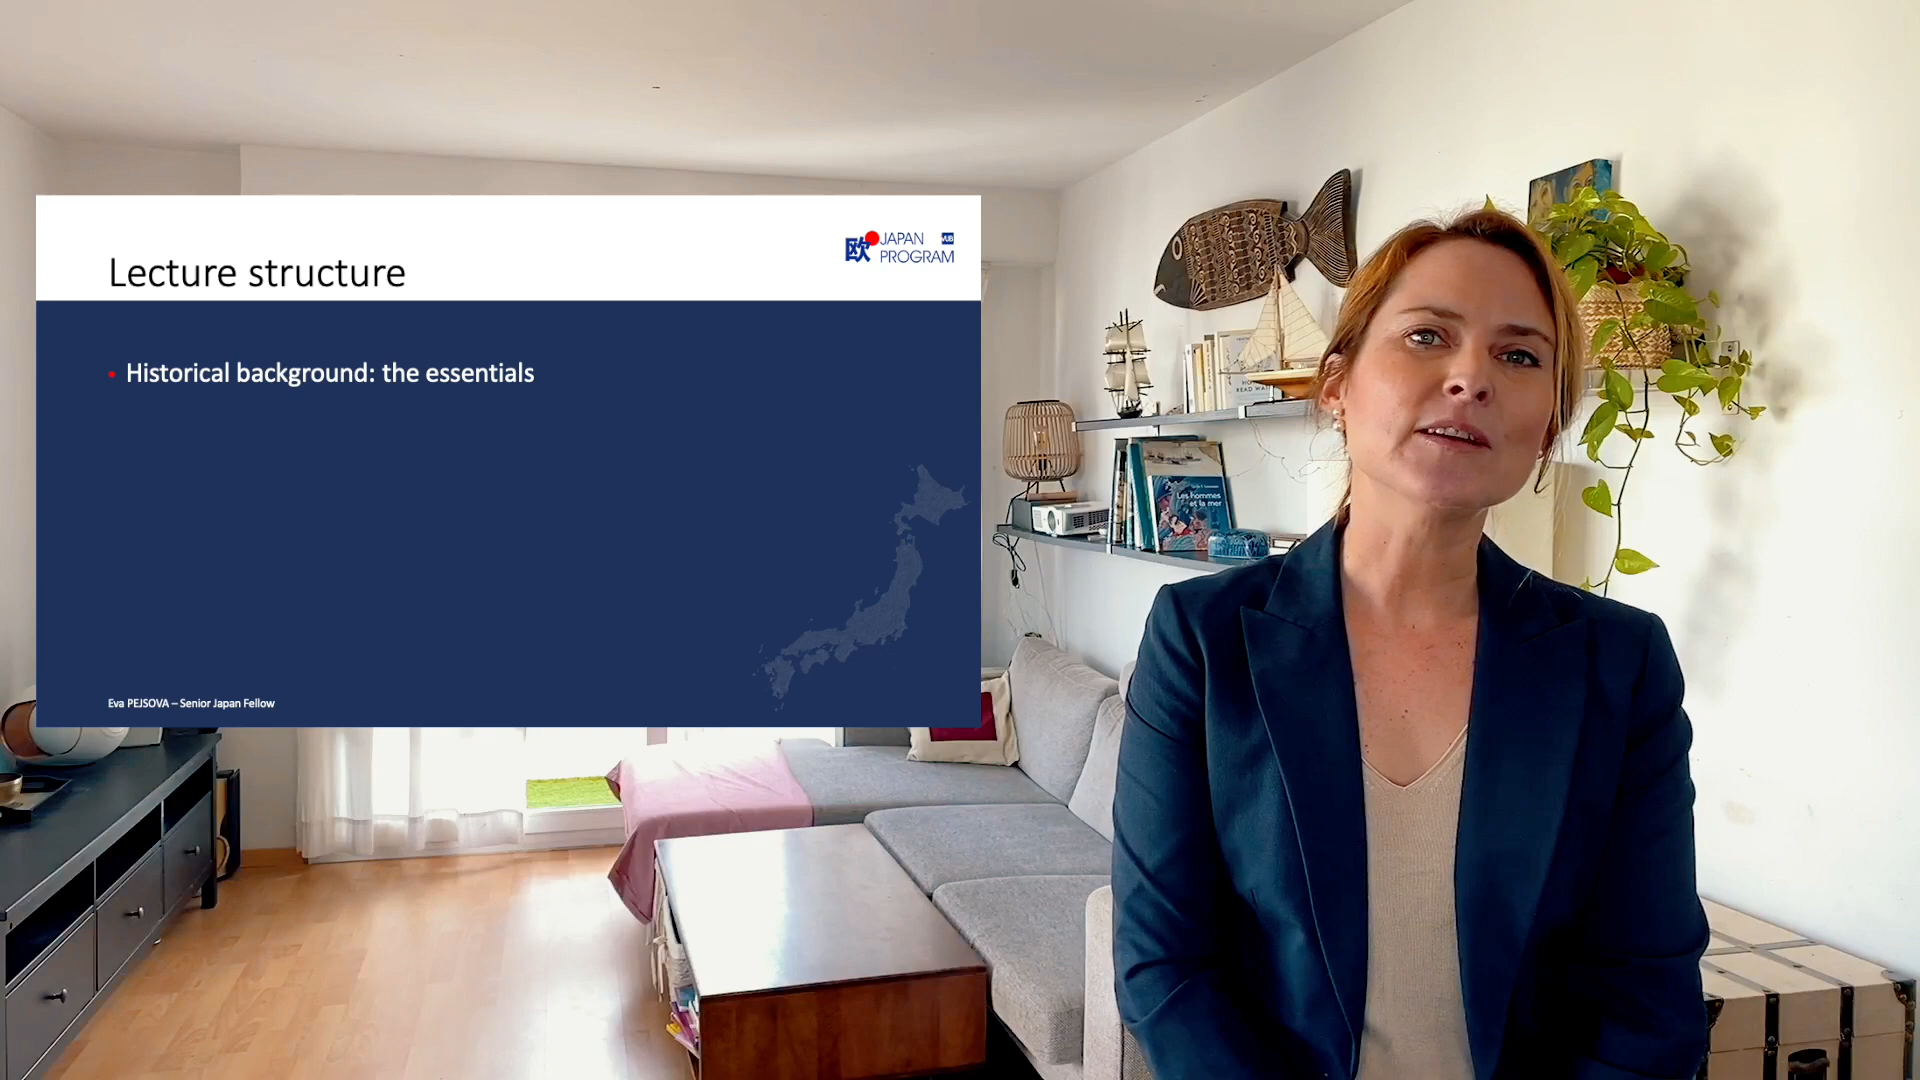 Lecture structure
欧 JAPAN VUB
PROGRAM
• Historical background: the essentials
Eva PEJSOVA – Senior Japan Fellow
Les hommes
et la mer